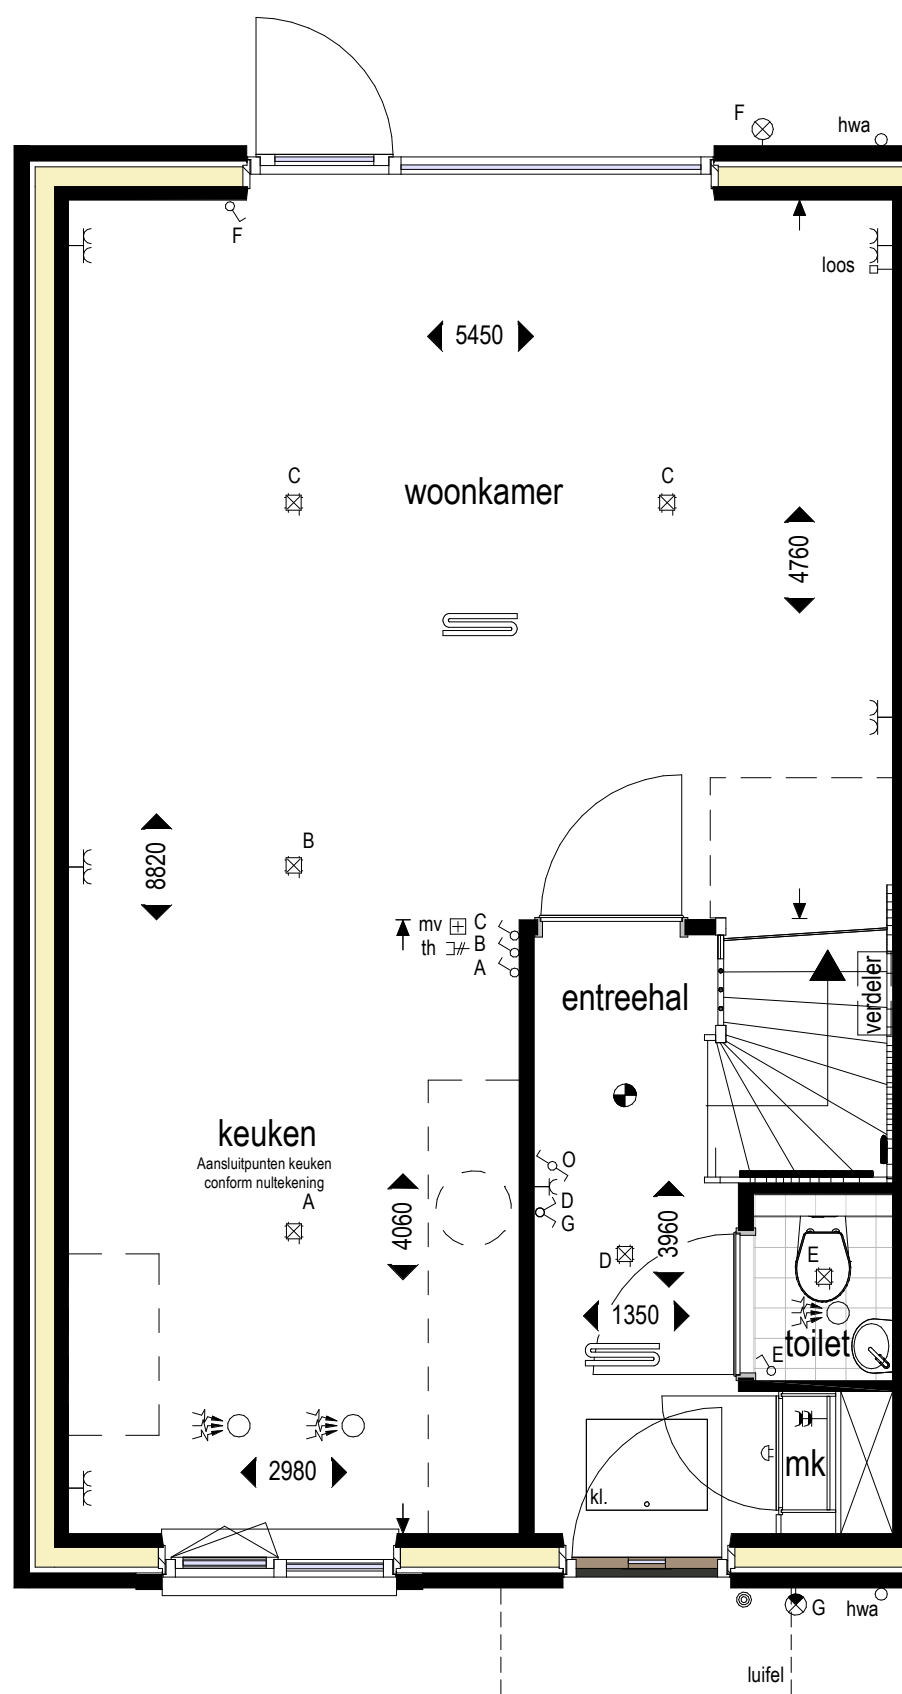 F
hwa
F
loos
5450
C
C
woonkamer
4760
B
8820
mv
C
th
B
A
entreehal
verdeler
keuken
Aansluitpunten keuken
conform nultekening
A
O
D
G
4060
3960
D
E
1350
toilet
E
2980
mk
kl.
G
hwa
luifel